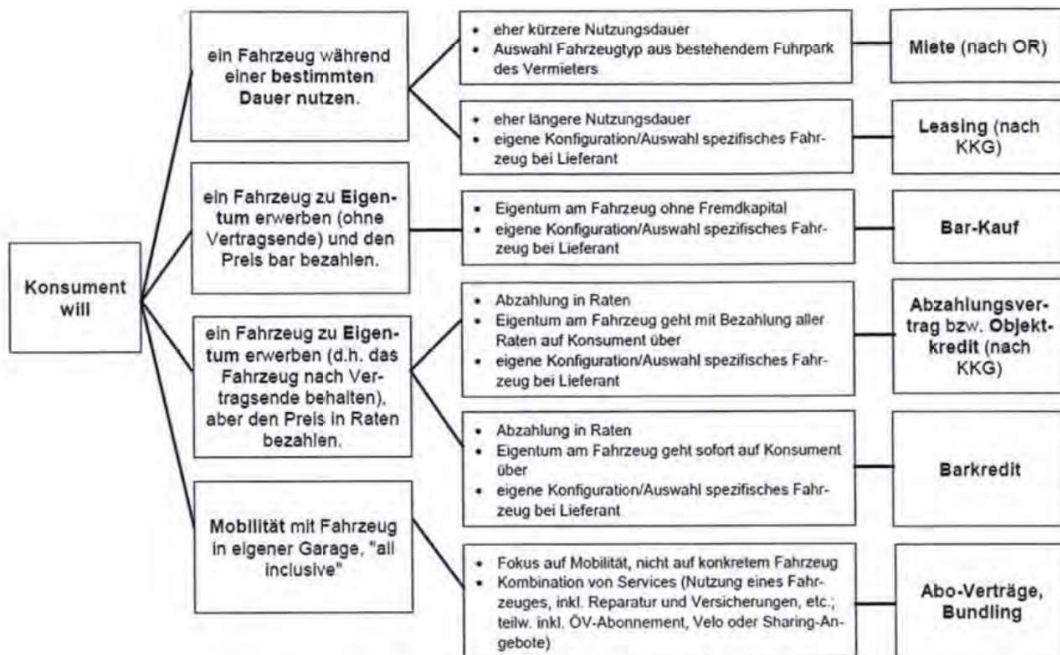 Konsument
will
ein Fahrzeug während
einer bestimmten
Dauer nutzen.
• eher kürzere Nutzungsdauer
• Auswahl Fahrzeugtyp aus bestehendem Fuhrpark
des Vermieters
Miete (nach OR)
• eher längere Nutzungsdauer
• eigene Konfiguration/Auswahl spezifisches Fahr-
zeug bei Lieferant
Leasing (nach
KKG)
ein Fahrzeug zu Eigen-
tum erwerben (ohne
Vertragsende) und den
Preis bar bezahlen.
• Eigentum am Fahrzeug ohne Fremdkapital
• eigene Konfiguration/Auswahl spezifisches Fahr-
zeug bei Lieferant
Bar-Kauf
ein Fahrzeug zu Eigen-
tum erwerben (d.h. das
Fahrzeug nach Ver-
tragsende behalten),
aber den Preis in Raten
bezahlen.
• Abzahlung in Raten
• Eigentum am Fahrzeug geht mit Bezahlung aller
Raten auf Konsument über
• eigene Konfiguration/Auswahl spezifisches Fahr-
zeug bei Lieferant
Abzahlungsver-
trag bzw. Objekt-
kredit (nach
KKG)
• Abzahlung in Raten
• Eigentum am Fahrzeug geht sofort auf Konsument
über
• eigene Konfiguration/Auswahl spezifisches Fahr-
zeug bei Lieferant
Barkredit
Mobilität mit Fahrzeug
in eigener Garage, "all
inclusive"
• Fokus auf Mobilität, nicht auf konkretem Fahrzeug
• Kombination von Services (Nutzung eines Fahr-
zeuges, inkl. Reparatur und Versicherungen, etc.;
teilw. inkl. ÖV-Abonnement, Velo oder Sharing-An-
gebote)
Abo-Verträge,
Bundling